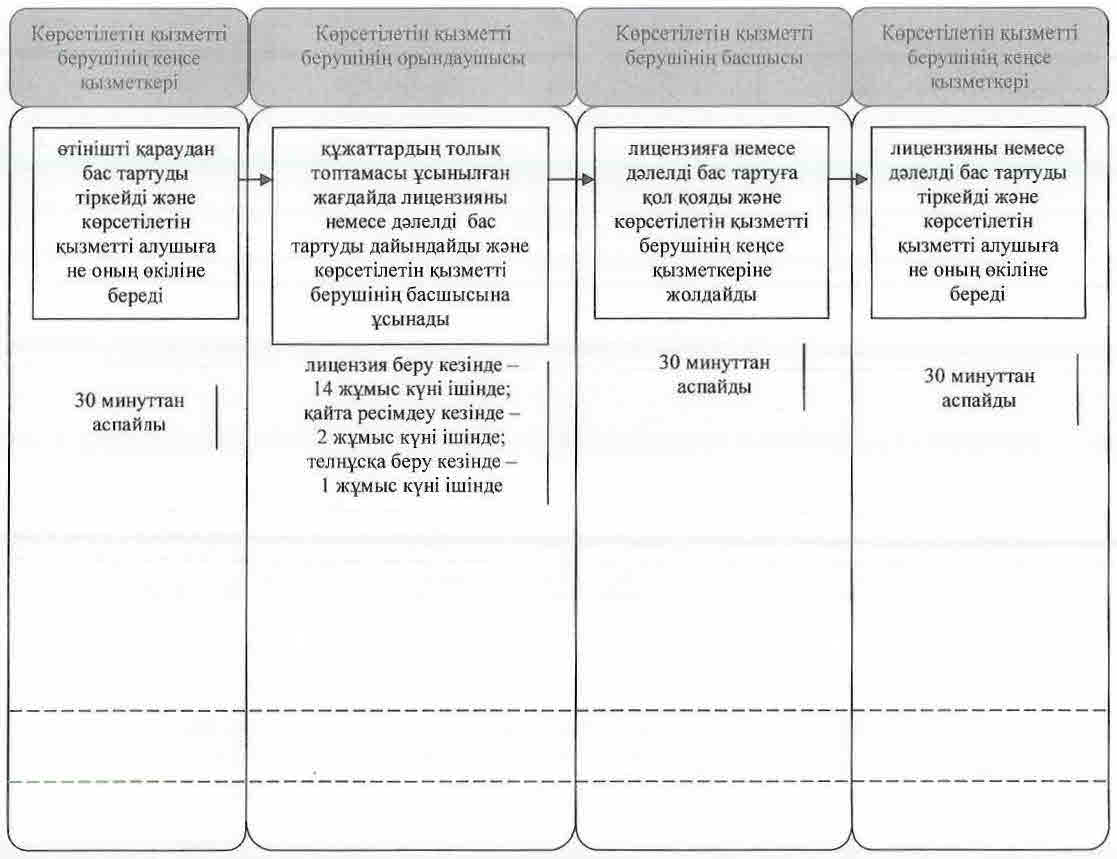 Көрсетілетін қызметті
берушінің кеңсе
қызметкері
Көрсетілетін қызметті
берушінің орындаушысы
Көрсетілетін қызметті
берушінің басшысы
Көрсетілетін қызметті
берушінің кеңсе
қызметкері
өтінішті қараудан
бас тартуды
тіркейді және
көрсетілетін
қызметті алушыға
не оның өкіліне
береді
30 минуттан
аспайды
құжаттардың толық
топтамасы ұсынылған
жағдайда лицензияны
немесе дәлелді бас
тартуды дайындайды және
көрсетілетін қызметті
берушінің басшысына
ұсынады
лицензия беру кезінде –
14 жұмыс күні ішінде;
қайта ресімдеу кезінде –
2 жұмыс күні ішінде;
телнұсқа беру кезінде –
1 жұмыс күні ішінде
лицензияға немесе
дәлелді бас тартуға
қол қояды және
көрсетілетін қызметті
берушінің кеңсе
қызметкеріне
жолдайды
30 минуттан
аспайды
лицензияны немесе
дәлелді бас тартуды
тіркейді және
көрсетілетін
қызметті алушыға
не оның өкіліне
береді
30 минуттан
аспайды